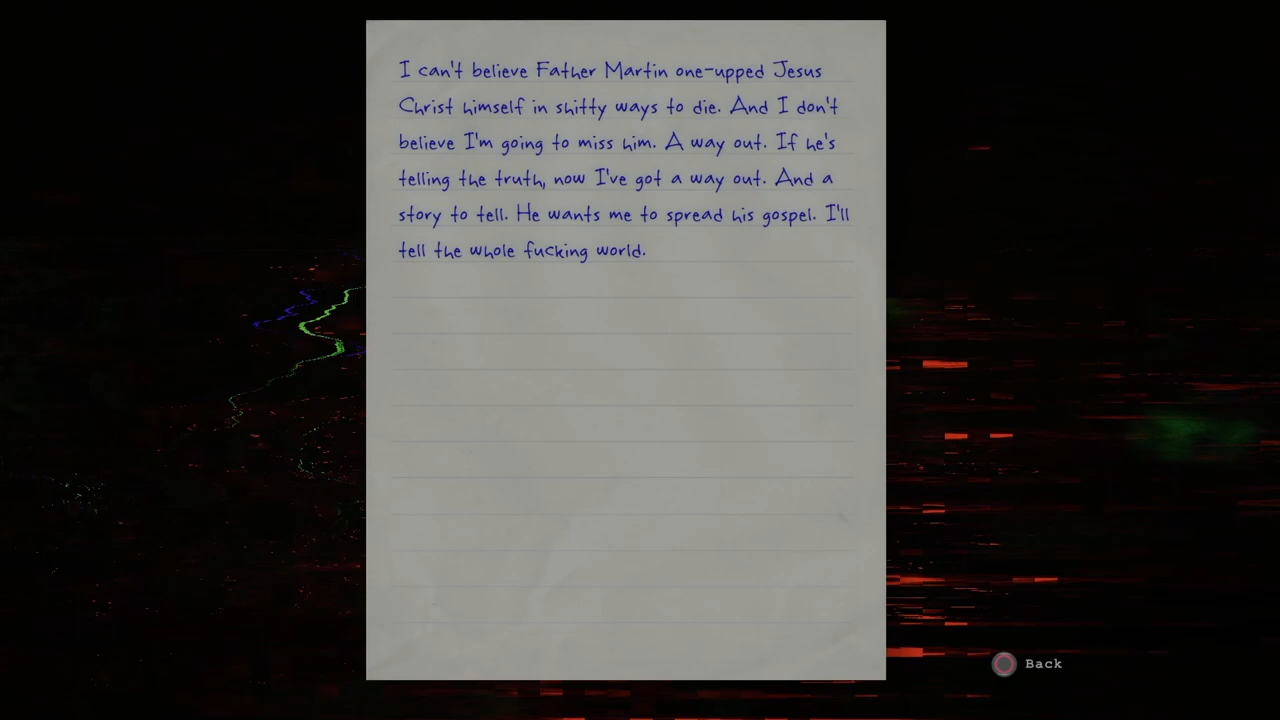 I can't believe Father Martin one-upped Jesus
Christ himself in shitty ways to die. And I don't
believe I'm going to miss him. A way out. If he's
telling the truth, now I've got a way out. And a
story to tell. He wants me to spread his gospel. I'll
tell the whole fucking world.
Back